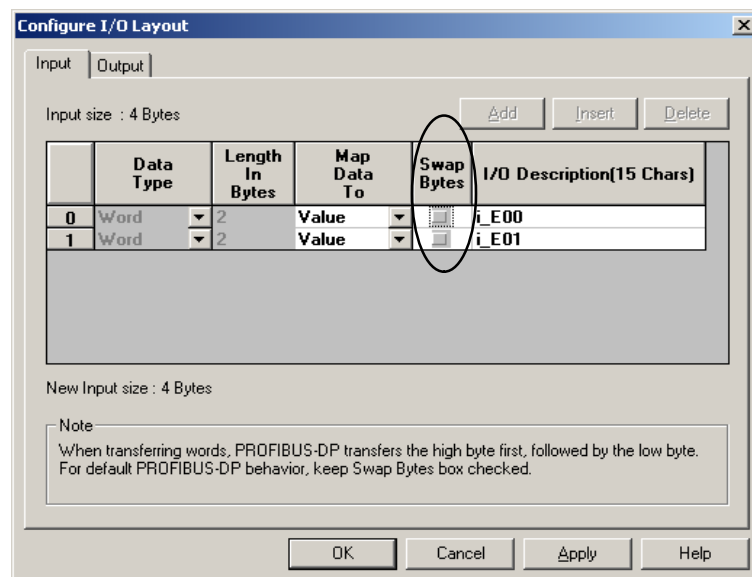 Configure I/O Layout
Input Output
Input size : 4 Bytes Add Insert Delete
Data Type Length In Bytes Map Data To Swap Bytes I/O Description(15 Chars)
0 Word 2 Value i_E00
1 Word 2 Value i_E01
New Input size : 4 Bytes
Note
When transferring words, PROFIBUS-DP transfers the high byte first, followed by the low byte.
For default PROFIBUS-DP behavior, keep Swap Bytes box checked.
OK Cancel Apply Help